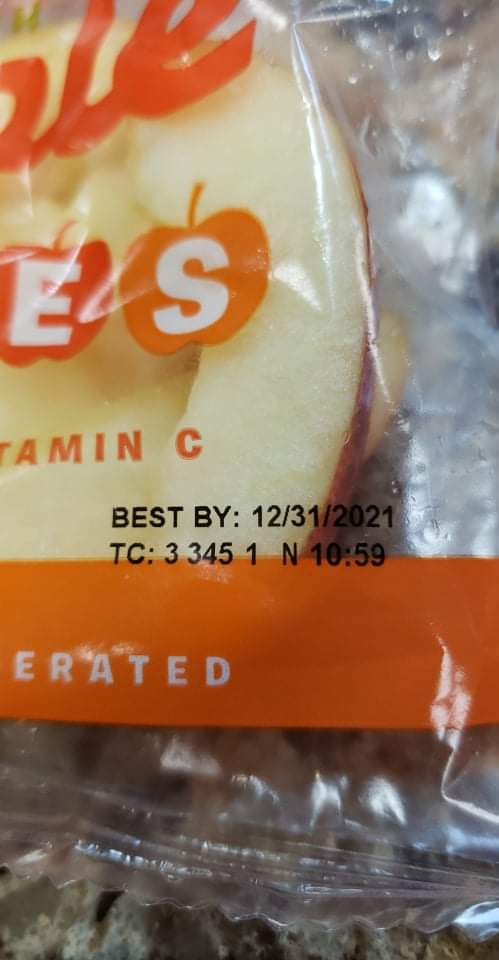 ES
TAMIN C
BEST BY: 12/31/2021
TC: 3 345 1 N 10:59
ERATED